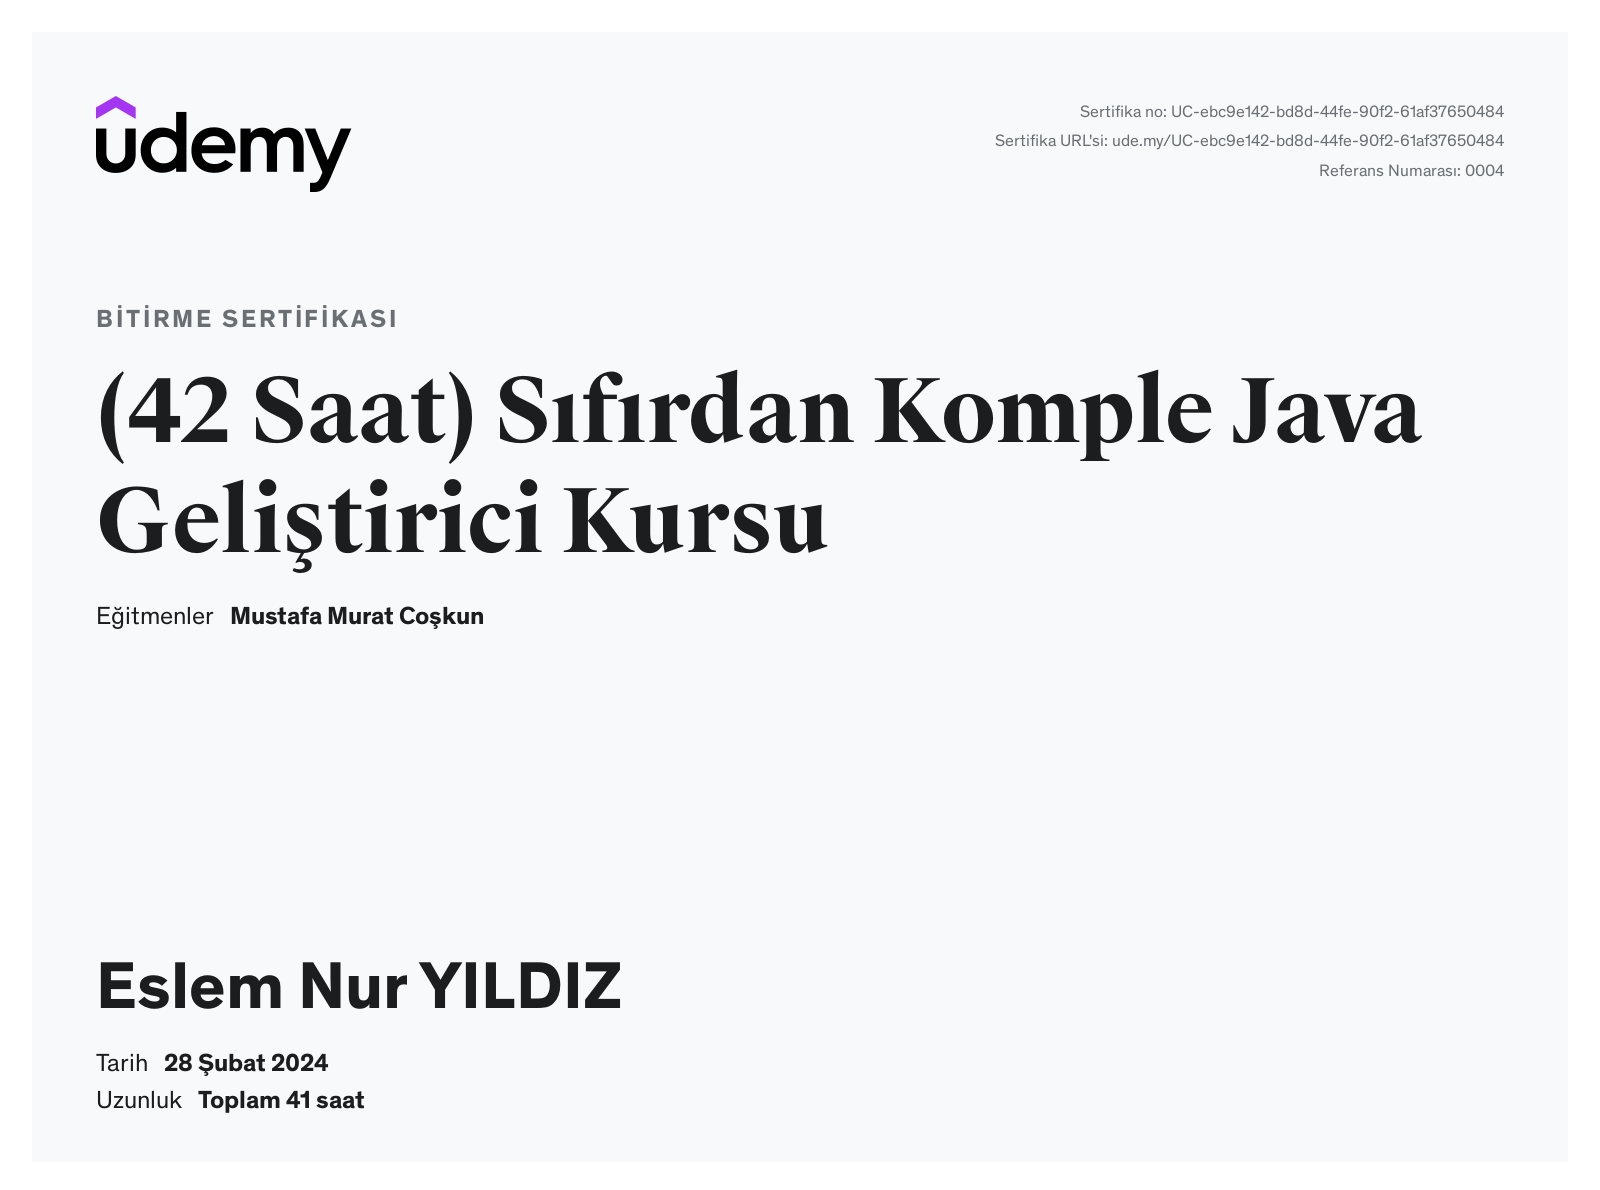 udemy
Sertifika no: UC-ebc9e142-bd8d-44fe-90f2-61af37650484
Sertifika URL'si: ude.my/UC-ebc9e142-bd8d-44fe-90f2-61af37650484
Referans Numarası: 0004
BİTİRME SERTİFİKASI
(42 Saat) Sıfırdan Komple Java
Geliştirici Kursu
Eğitmenler Mustafa Murat Coşkun
Eslem Nur YILDIZ
Tarih 28 Şubat 2024
Uzunluk Toplam 41 saat